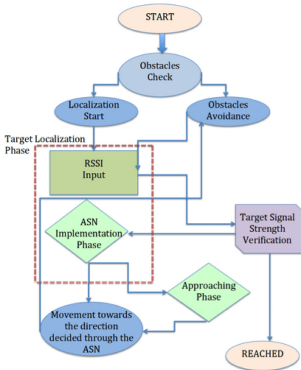 START
Obstacles
Check
Localization
Start
Obstacles
Avoidance
Target Localization
Phase
RSSI
Input
ASN
Implementation
Phase
Target Signal
Strength
Verification
Approaching
Phase
Movement towards
the direction
decided through the
ASN
REACHED